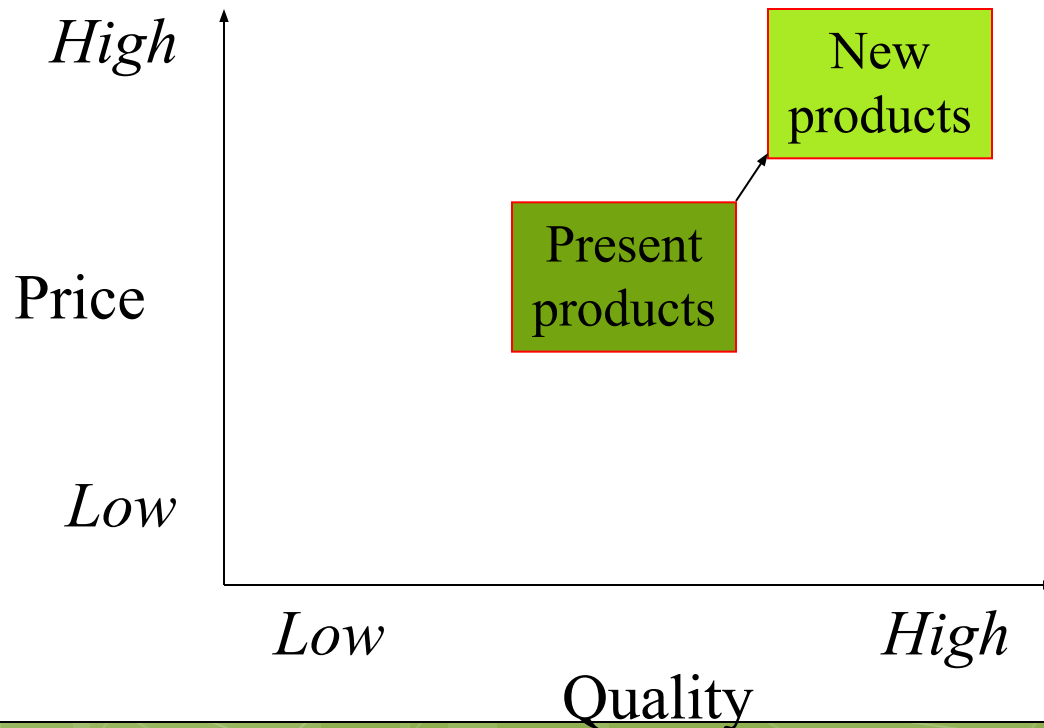 High
New
products
Present
products
Price
Low
Low
High
Quality